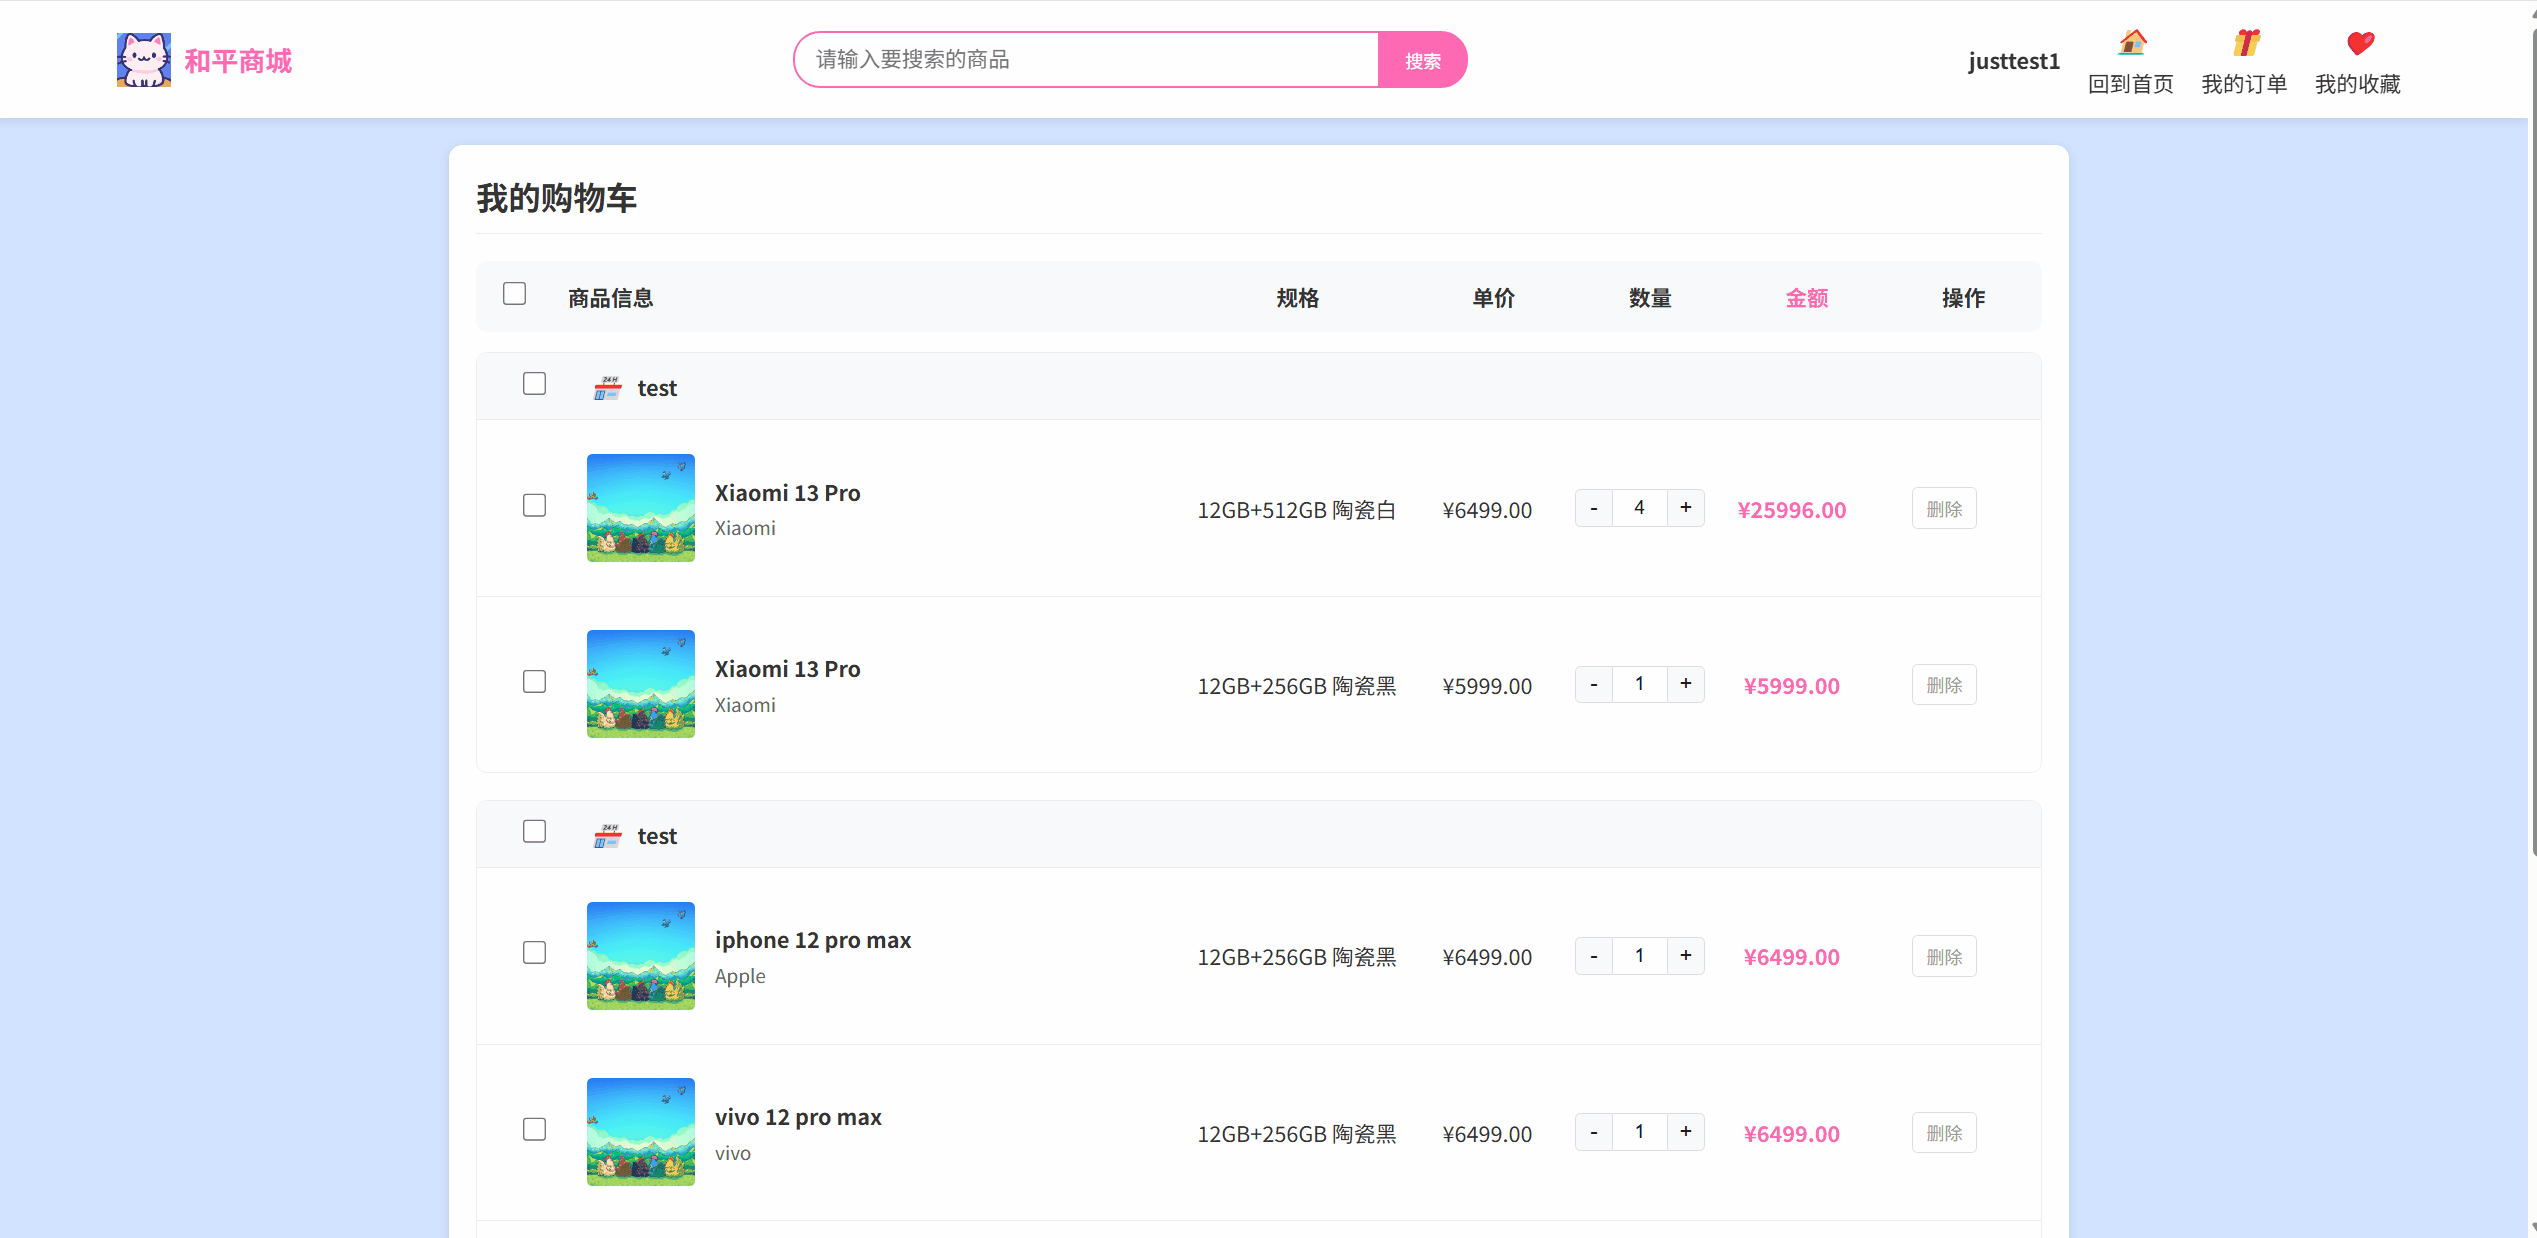 和平商城
请输入要搜索的商品
搜索
justtest1
回到首页
我的订单
我的收藏
我的购物车
商品信息 规格 单价 数量 金额 操作
test
Xiaomi 13 Pro
Xiaomi
12GB+512GB 陶瓷白 ¥6499.00 - 4 + ¥25996.00 删除
Xiaomi 13 Pro
Xiaomi
12GB+256GB 陶瓷黑 ¥5999.00 - 1 + ¥5999.00 删除
test
iphone 12 pro max
Apple
12GB+256GB 陶瓷黑 ¥6499.00 - 1 + ¥6499.00 删除
vivo 12 pro max
vivo
12GB+256GB 陶瓷黑 ¥6499.00 - 1 + ¥6499.00 删除